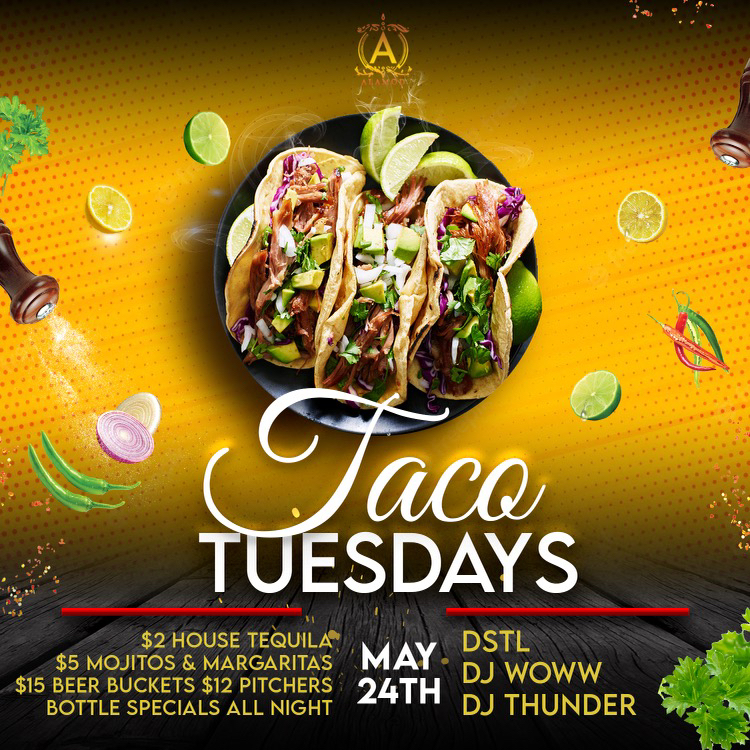 A
Taco
TUESDAYS
$2 HOUSE TEQUILA
$5 MOJITOS & MARGARITAS
$15 BEER BUCKETS $12 PITCHERS
BOTTLE SPECIALS ALL NIGHT
MAY
24TH
DSTL
DJ WOWW
DJ THUNDER